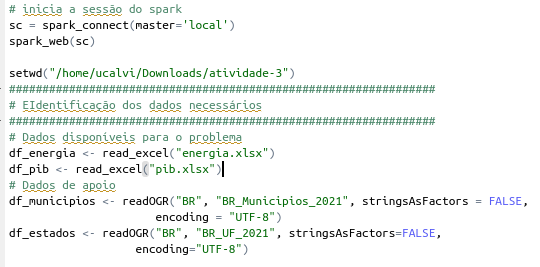 # inicia a sessão do spark
sc = spark_connect(master='local')
spark_web(sc)
setwd("/home/ucalvi/Downloads/atividade-3")
################################################################
# EIdentificação dos dados necessários
################################################################
# Dados disponíveis para o problema
df_energia <- read_excel("energia.xlsx")
df_pib <- read_excel("pib.xlsx")
# Dados de apoio
df_municipios <- readOGR("BR", "BR_Municipios_2021", stringsAsFactors = FALSE,
encoding = "UTF-8")
df_estados <- readOGR("BR", "BR_UF_2021", stringsAsFactors=FALSE,
encoding="UTF-8")